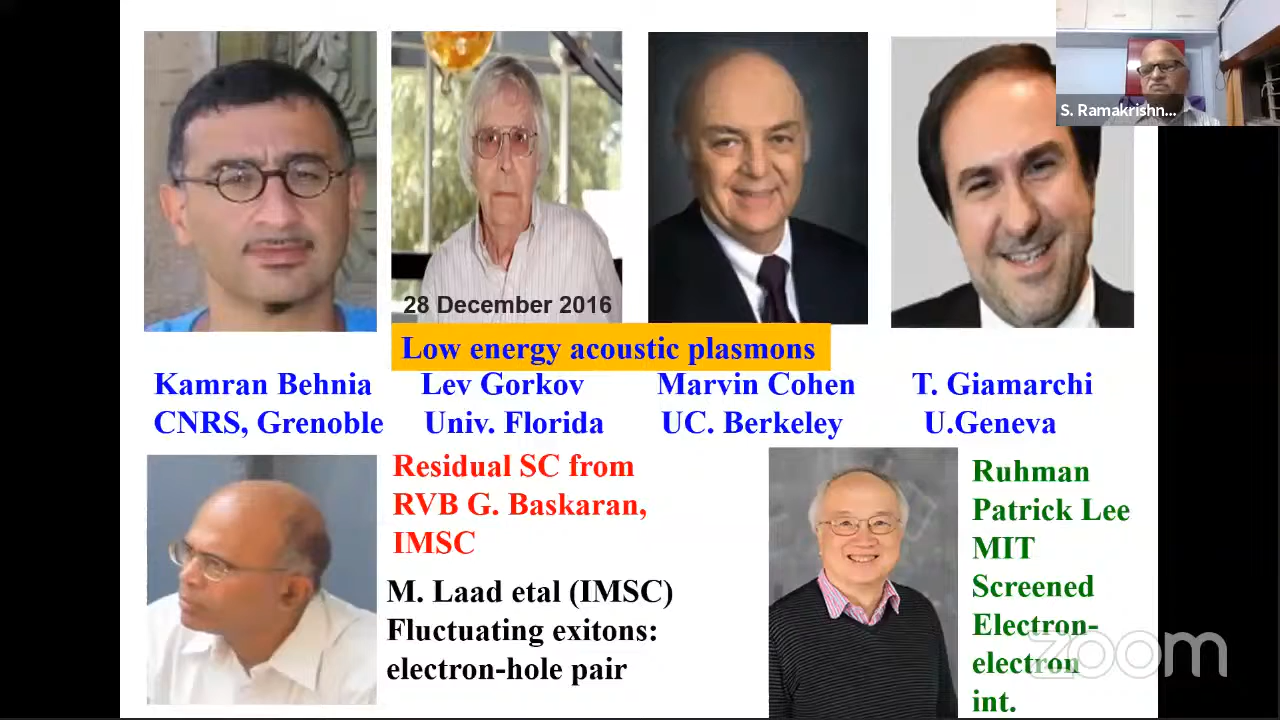 S. Ramakrishn...
28 December 2016
Low energy acoustic plasmons
Kamran Behnia
CNRS, Grenoble
Lev Gorkov
Univ. Florida
Marvin Cohen
UC. Berkeley
T. Giamarchi
U.Geneva
Residual SC from
RVB G. Baskaran,
IMSC
M. Laad etal (IMSC)
Fluctuating exitons:
electron-hole pair
Ruhman
Patrick Lee
MIT
Screened
Electron-
electron
int.
zoom